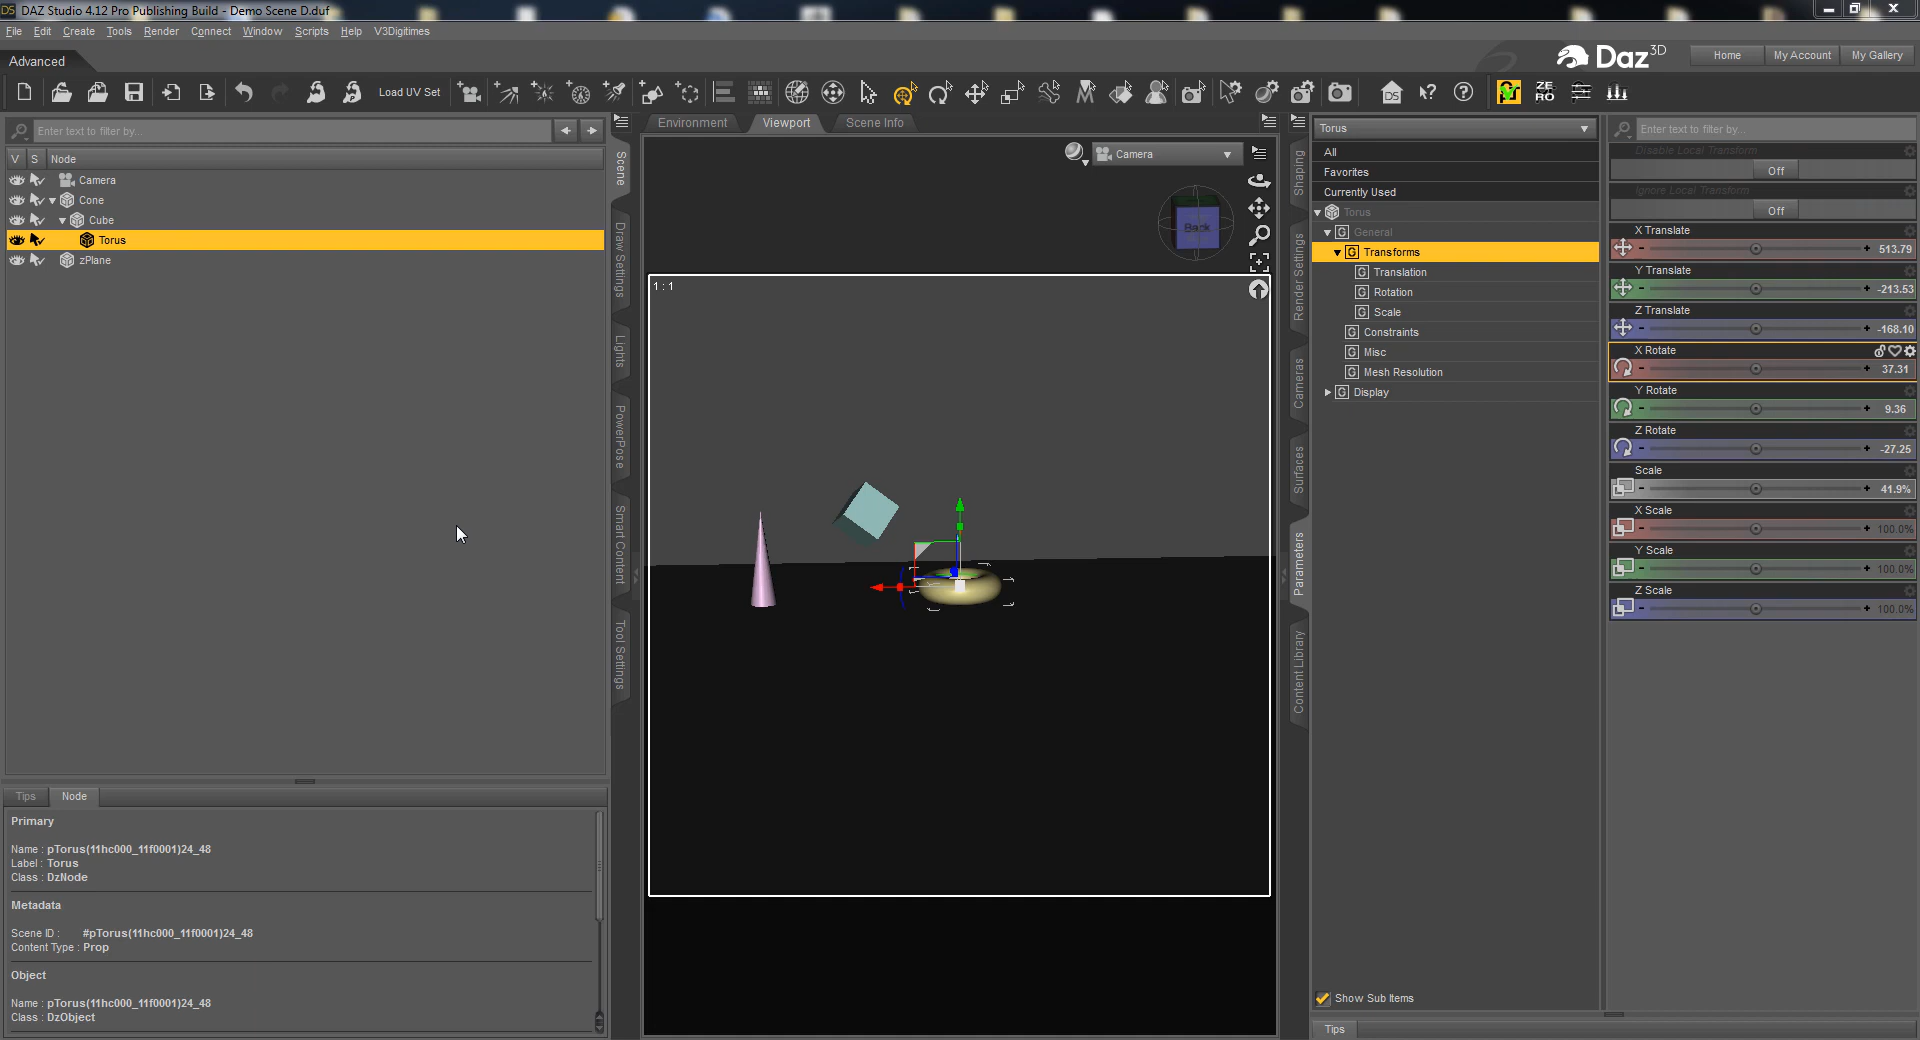 DS DAZ Studio 4.12 Pro Publishing Build - Demo Scene D.duf
File Edit Create Tools Render Connect Window Scripts Help V3Digitimes
Advanced
Daz 3D
Home My Account My Gallery
Load UV Set
DS
ZE
RO
Enter text to filter by...
V S Node
Camera
Cone
Cube
Torus
zPlane
Scene
Draw Settings
Lights
PowerPose
Smart Content
Tool Settings
Tips Node
Primary
Name : pTorus(11hc000_11f0001)24_48
Label : Torus
Class : DzNode
Metadata
Scene ID : #pTorus(11hc000_11f0001)24_48
Content Type : Prop
Object
Name : pTorus(11hc000_11f0001)24_48
Class : DzObject
Environment Viewport Scene Info
Camera
Back
1 : 1
Shaping
Render Settings
Cameras
Surfaces
Parameters
Content Library
Torus
All
Favorites
Currently Used
Torus
G General
G Transforms
G Translation
G Rotation
G Scale
G Constraints
G Misc
G Mesh Resolution
G Display
Show Sub Items
Tips
Enter text to filter by...
Disable Local Transform
Off
Ignore Local Transform
Off
X Translate
- + 513.79
Y Translate
- + -213.53
Z Translate
- + -168.10
X Rotate
- + 37.31
Y Rotate
- + 9.36
Z Rotate
- + -27.25
Scale
- + 41.9%
X Scale
- + 100.0%
Y Scale
- + 100.0%
Z Scale
- + 100.0%